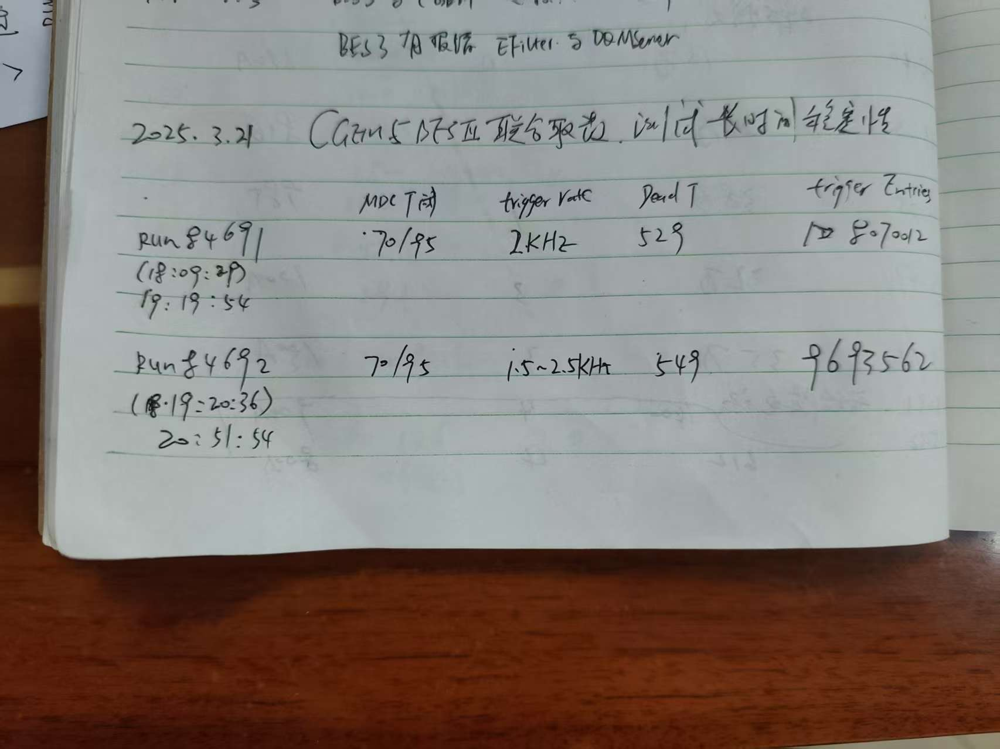 BES3 EFilter 与 DQMServer
2025.3.21 CGEM与BESIII联合取数.测试长时间稳定性
MDC T阈 trigger rate Dead T trigger Entries
Run 84691 70/95 2KHz 529 8070012
(18:09:29)
19:19:54
Run 84692 70/95 1.5~2.5KHz 549 9693562
(19:20:36)
20:51:54